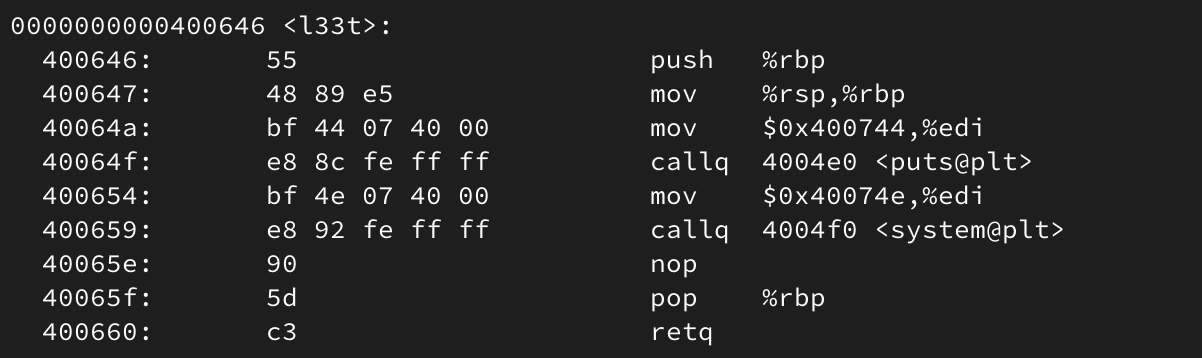 0000000000400646 <l33t>:
400646: 55 push %rbp
400647: 48 89 e5 mov %rsp,%rbp
40064a: bf 44 07 40 00 mov $0x400744,%edi
40064f: e8 8c fe ff ff callq 4004e0 <puts@plt>
400654: bf 4e 07 40 00 mov $0x40074e,%edi
400659: e8 92 fe ff ff callq 4004f0 <system@plt>
40065e: 90 nop
40065f: 5d pop %rbp
400660: c3 retq